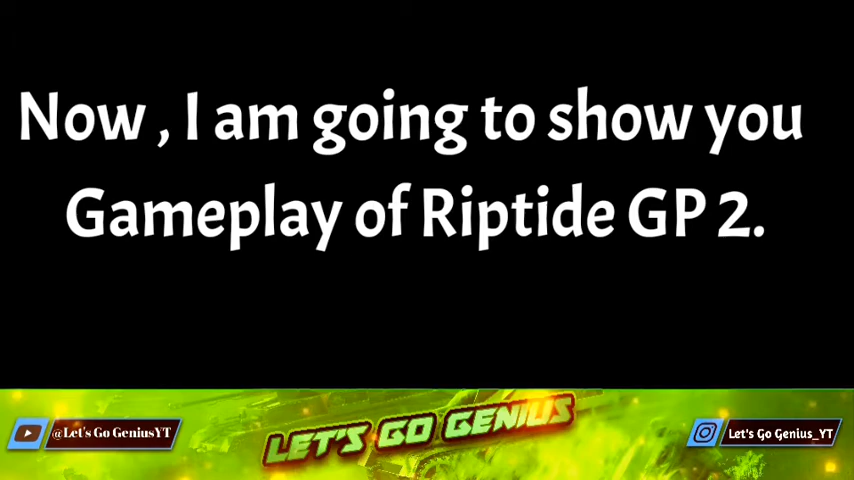 Now , I am going to show you
Gameplay of Riptide GP 2.
@Let's Go GeniusYT
LET'S GO GENIUS
Let's Go Genius_YT